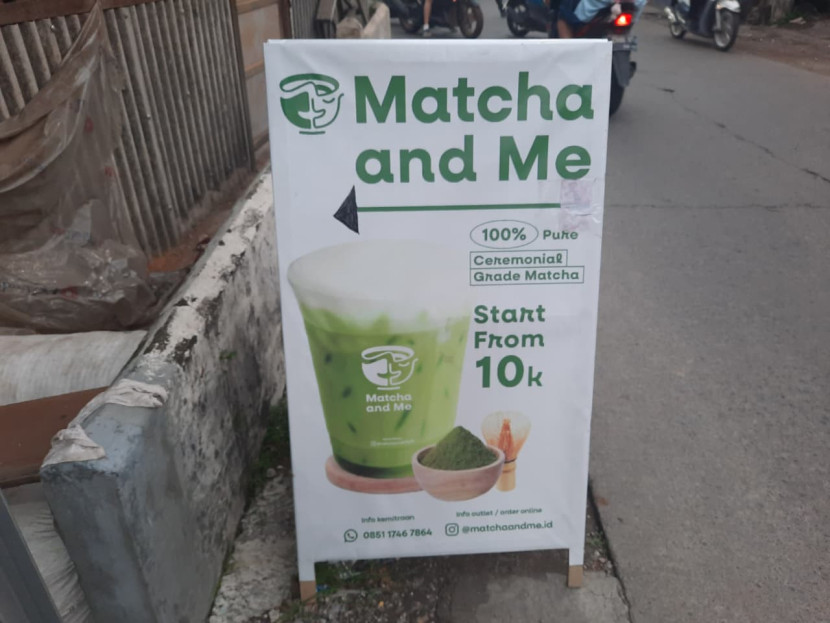 Matcha
and Me
100% Pure
Ceremonial
Grade Matcha
Start
From
10k
Matcha
and Me
Info kemitraan
0851 1746 7864
Info outlet / order online
@matchaandme.id